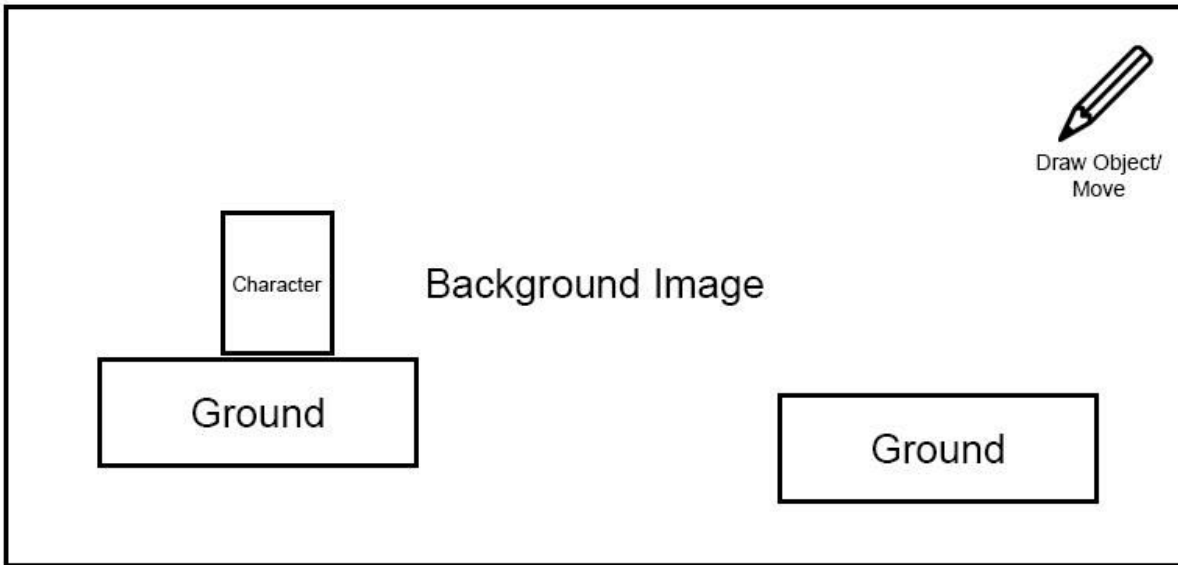 Draw Object/
Move
Character
Background Image
Ground
Ground